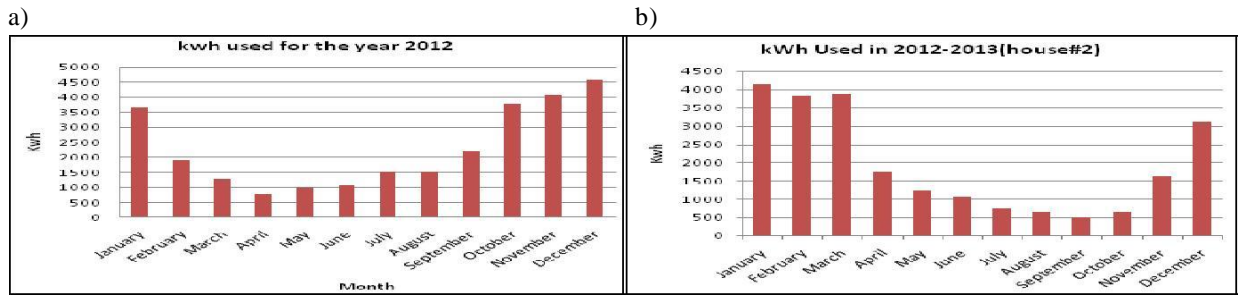 a)
b)
kwh used for the year 2012
5000
4500
4000
3500
3000
2500
2000
1500
1000
500
0
Kwh
January
February
March
April
May
June
July
August
September
October
November
December
Month
kWh Used in 2012-2013(house#2)
4500
4000
3500
3000
2500
2000
1500
1000
500
0
Kwh
January
February
March
April
May
June
July
August
September
October
November
December